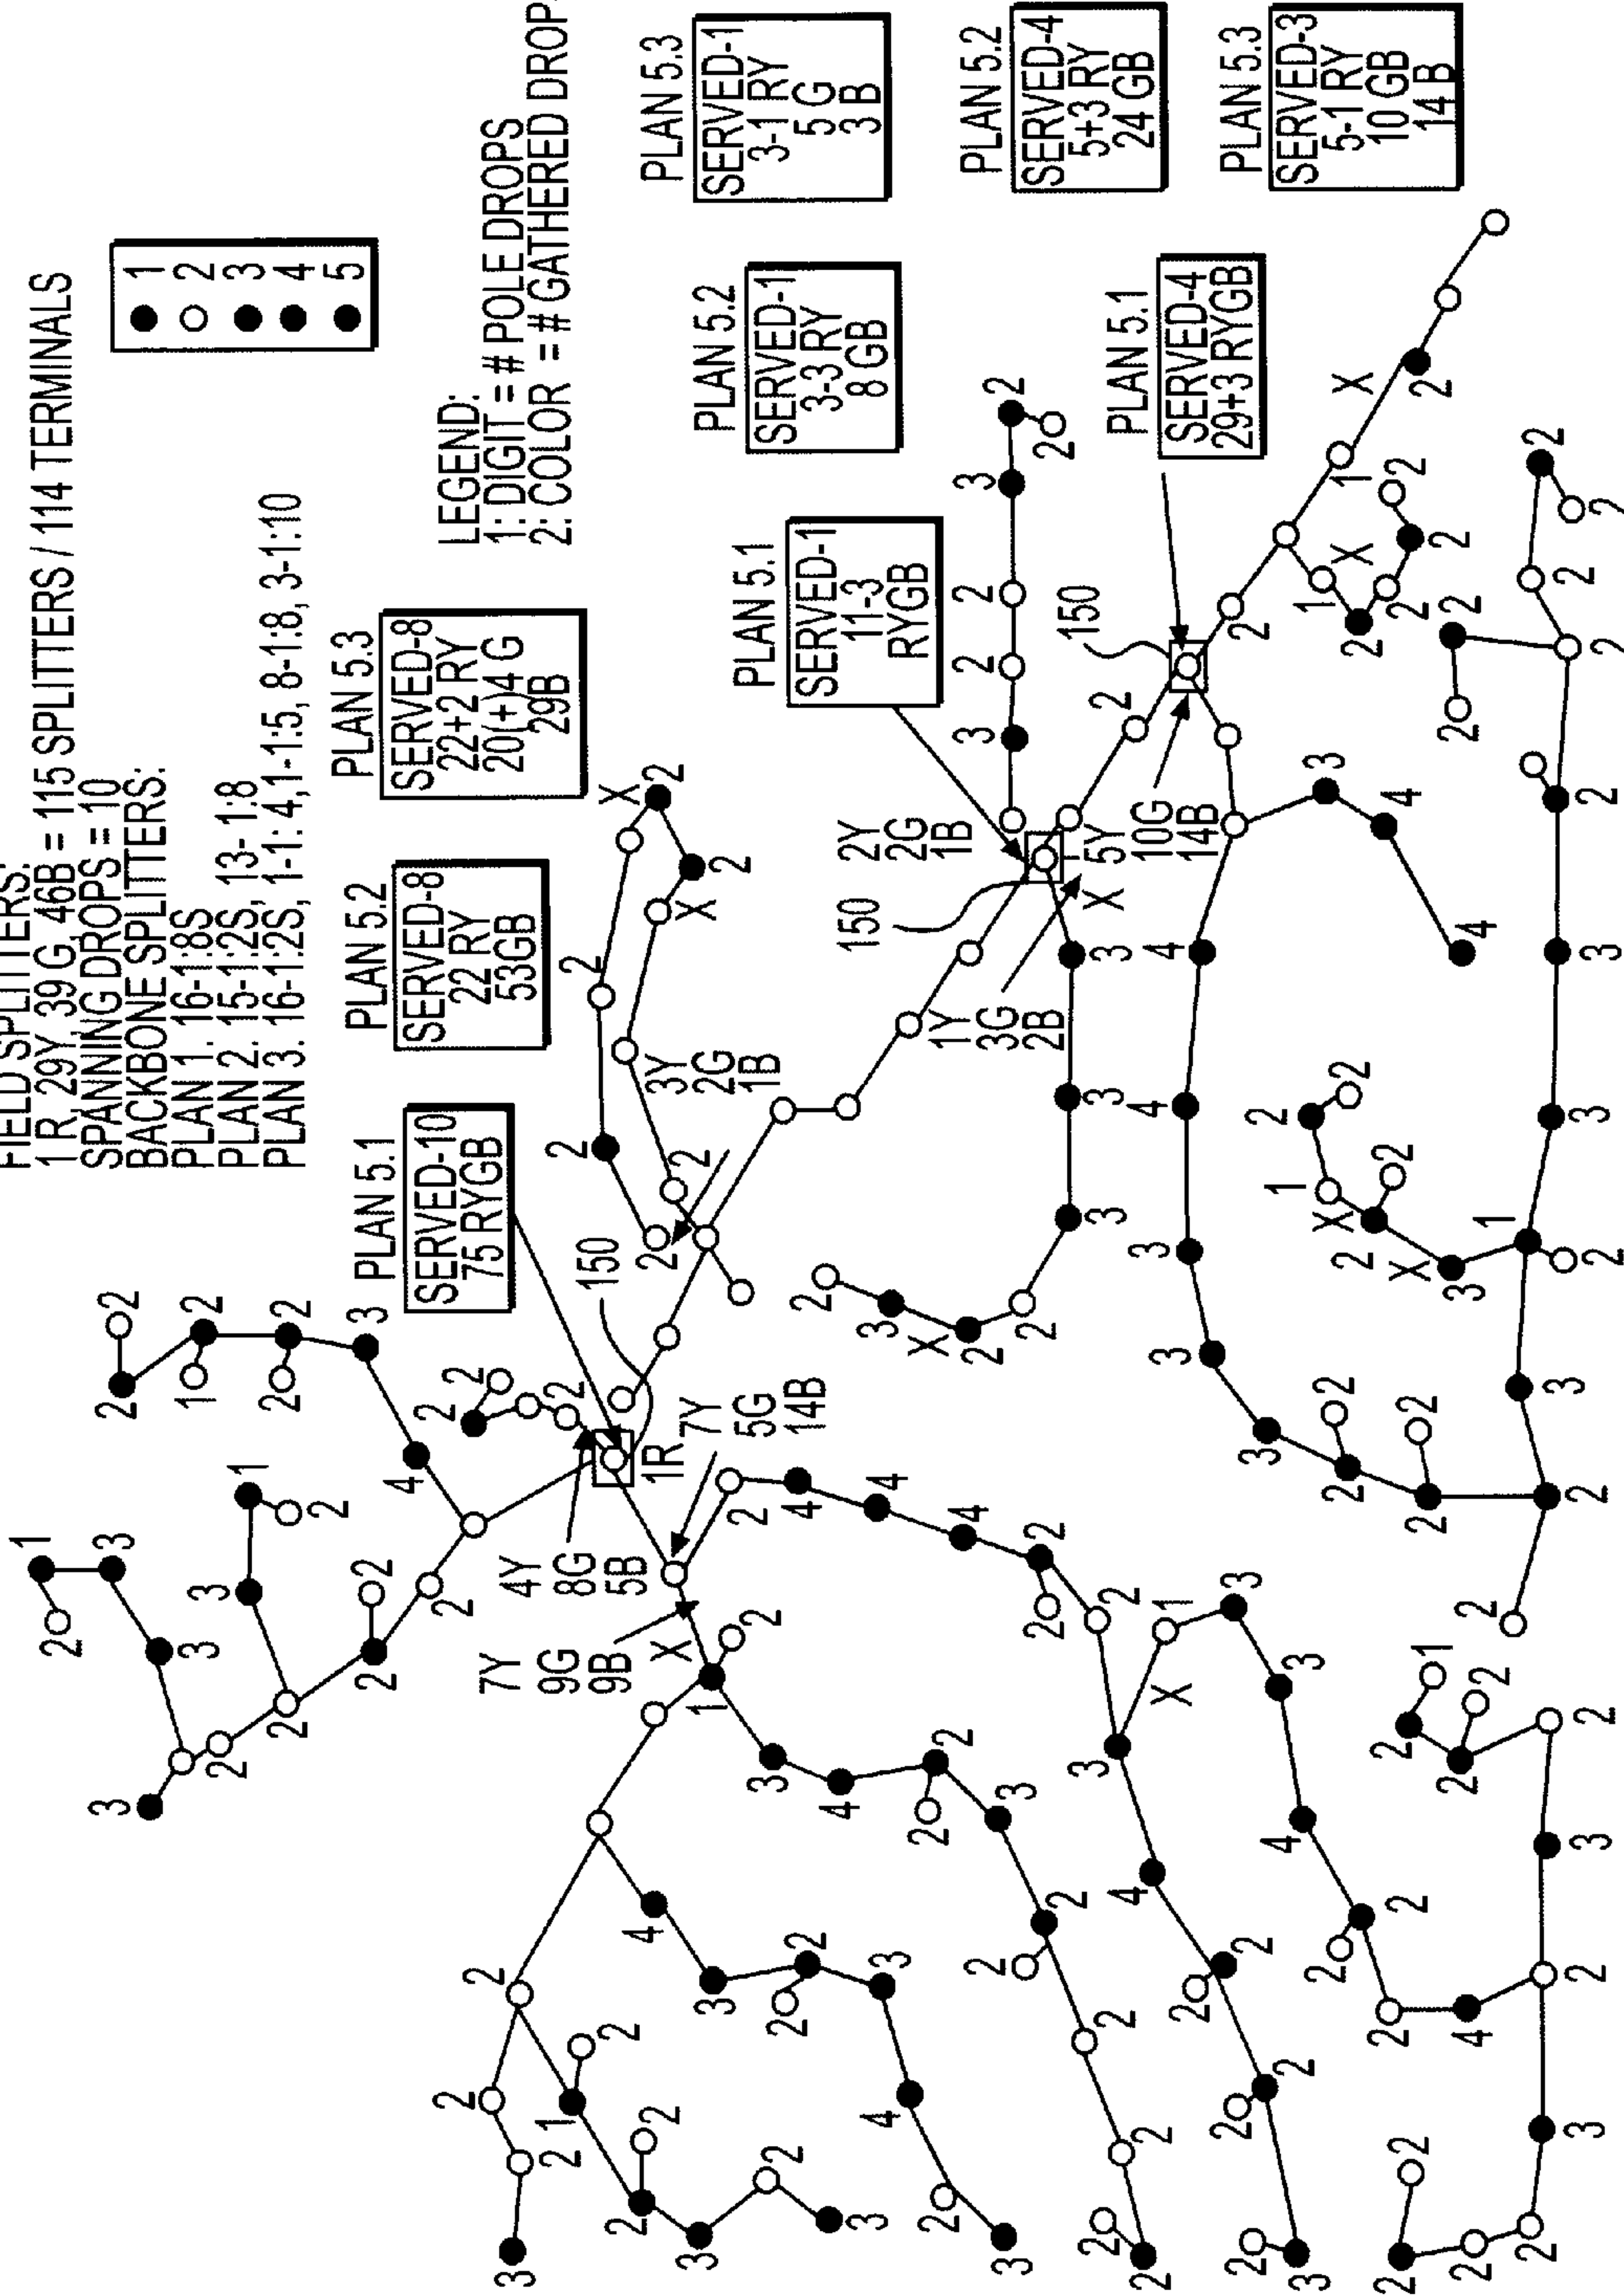 FIELD SPLITTERS:
1 R, 29Y, 39 G, 46B = 115 SPLITTERS / 114 TERMINALS
SPANNING DROPS = 10
BACKBONE SPLITTERS:
PLAN 1. 16-1:8S
PLAN 2. 15-1:2S, 13- 1:8
PLAN 3. 16-1:2S, 1-1: 4,1-1:5, 8-1:8, 3-1:10
1
2
3
4
5
LEGEND:
1: DIGIT = # POLE DROPS
2: COLOR = # GATHERED DROP
PLAN 5.1
SERVED-10
75 RYGB
PLAN 5.2
SERVED-8
22 RY
53GB
PLAN 5.3
SERVED-8
22+2 RY
20(+)4 G
29B
PLAN 5.1
SERVED-1
11-3
RYGB
PLAN 5.2
SERVED-1
3-3 RY
8 GB
PLAN 5.3
SERVED-1
3-1 RY
5 G
3 B
PLAN 5.1
SERVED-4
29+3 RYGB
PLAN 5.2
SERVED-4
5+3 RY
24 GB
PLAN 5.3
SERVED-3
5-1 RY
10 GB
14 B
150
150
150
1R
4Y
8G
5B
7Y
5G
14B
7Y
9G
9B
3Y
2G
1B
2Y
2G
1B
1Y
3G
2B
5Y
10G
14B
X
X
X
X
X
X
X
X
X
X